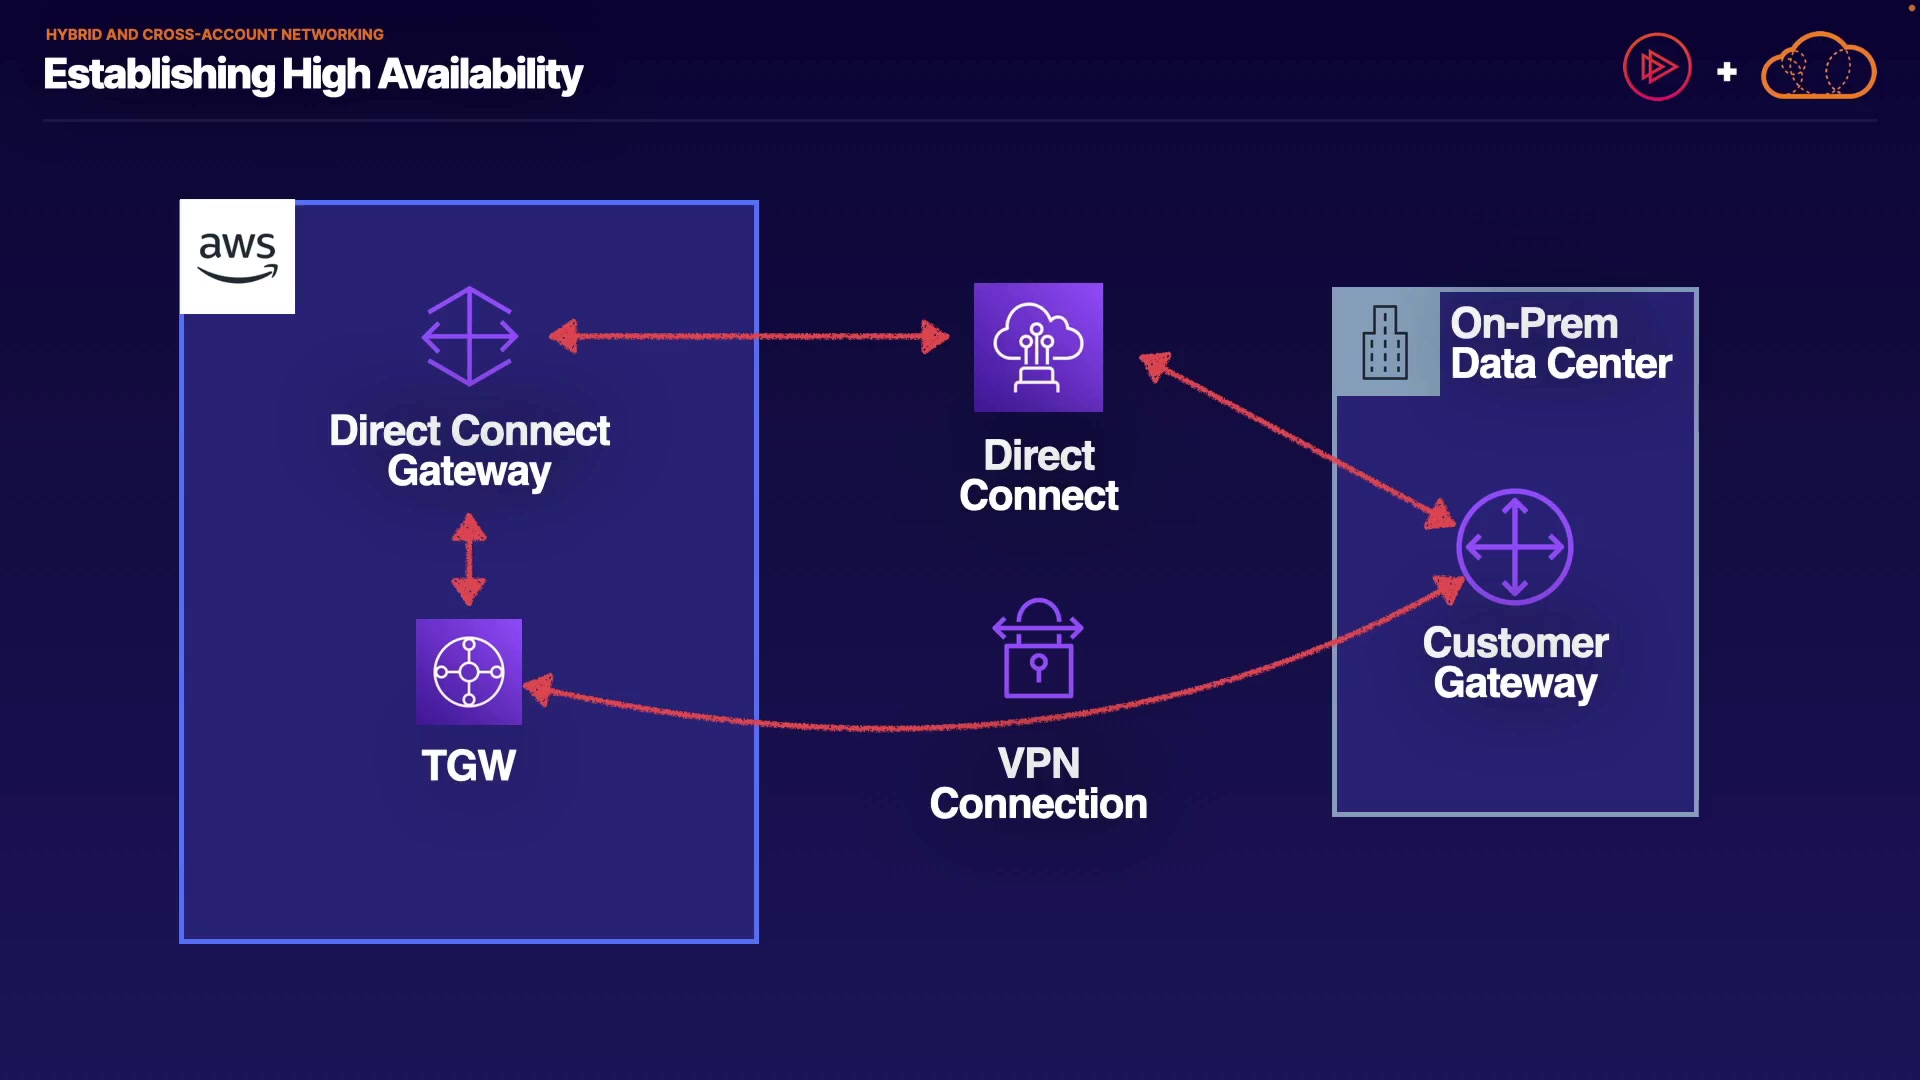 HYBRID AND CROSS-ACCOUNT NETWORKING
Establishing High Availability
aws
Direct Connect
Gateway
TGW
Direct
Connect
VPN
Connection
On-Prem
Data Center
Customer
Gateway